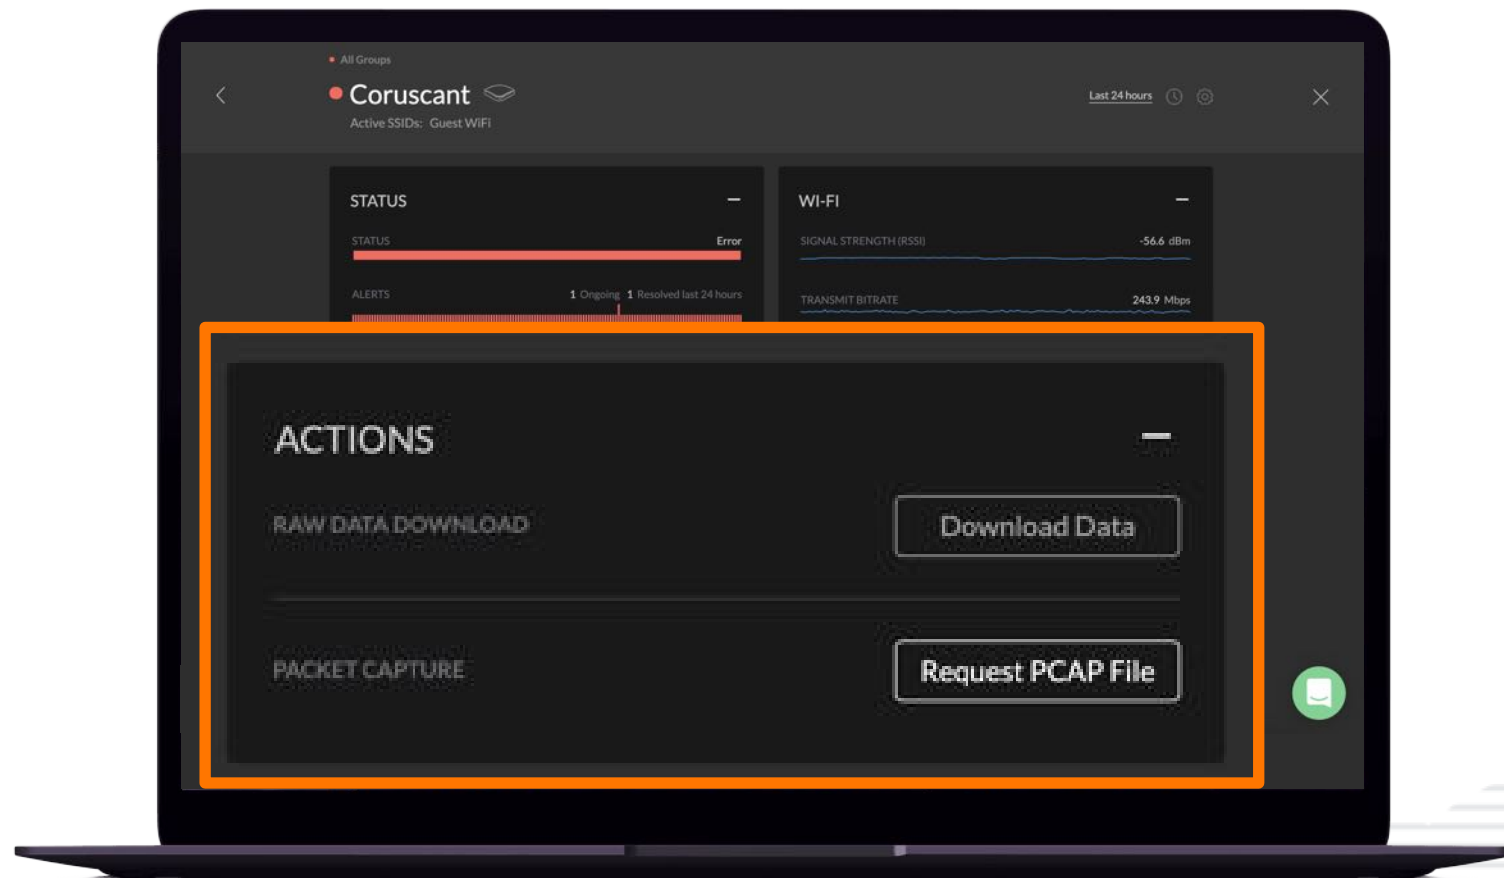 All Groups
Coruscant
Last 24 hours
Active SSIDs: Guest WiFi
STATUS
STATUS Error
ALERTS 1 Ongoing 1 Resolved last 24 hours
WI-FI
SIGNAL STRENGTH (RSSI) -56.6 dBm
TRANSMIT BITRATE 243.9 Mbps
ACTIONS
RAW DATA DOWNLOAD Download Data
PACKET CAPTURE Request PCAP File